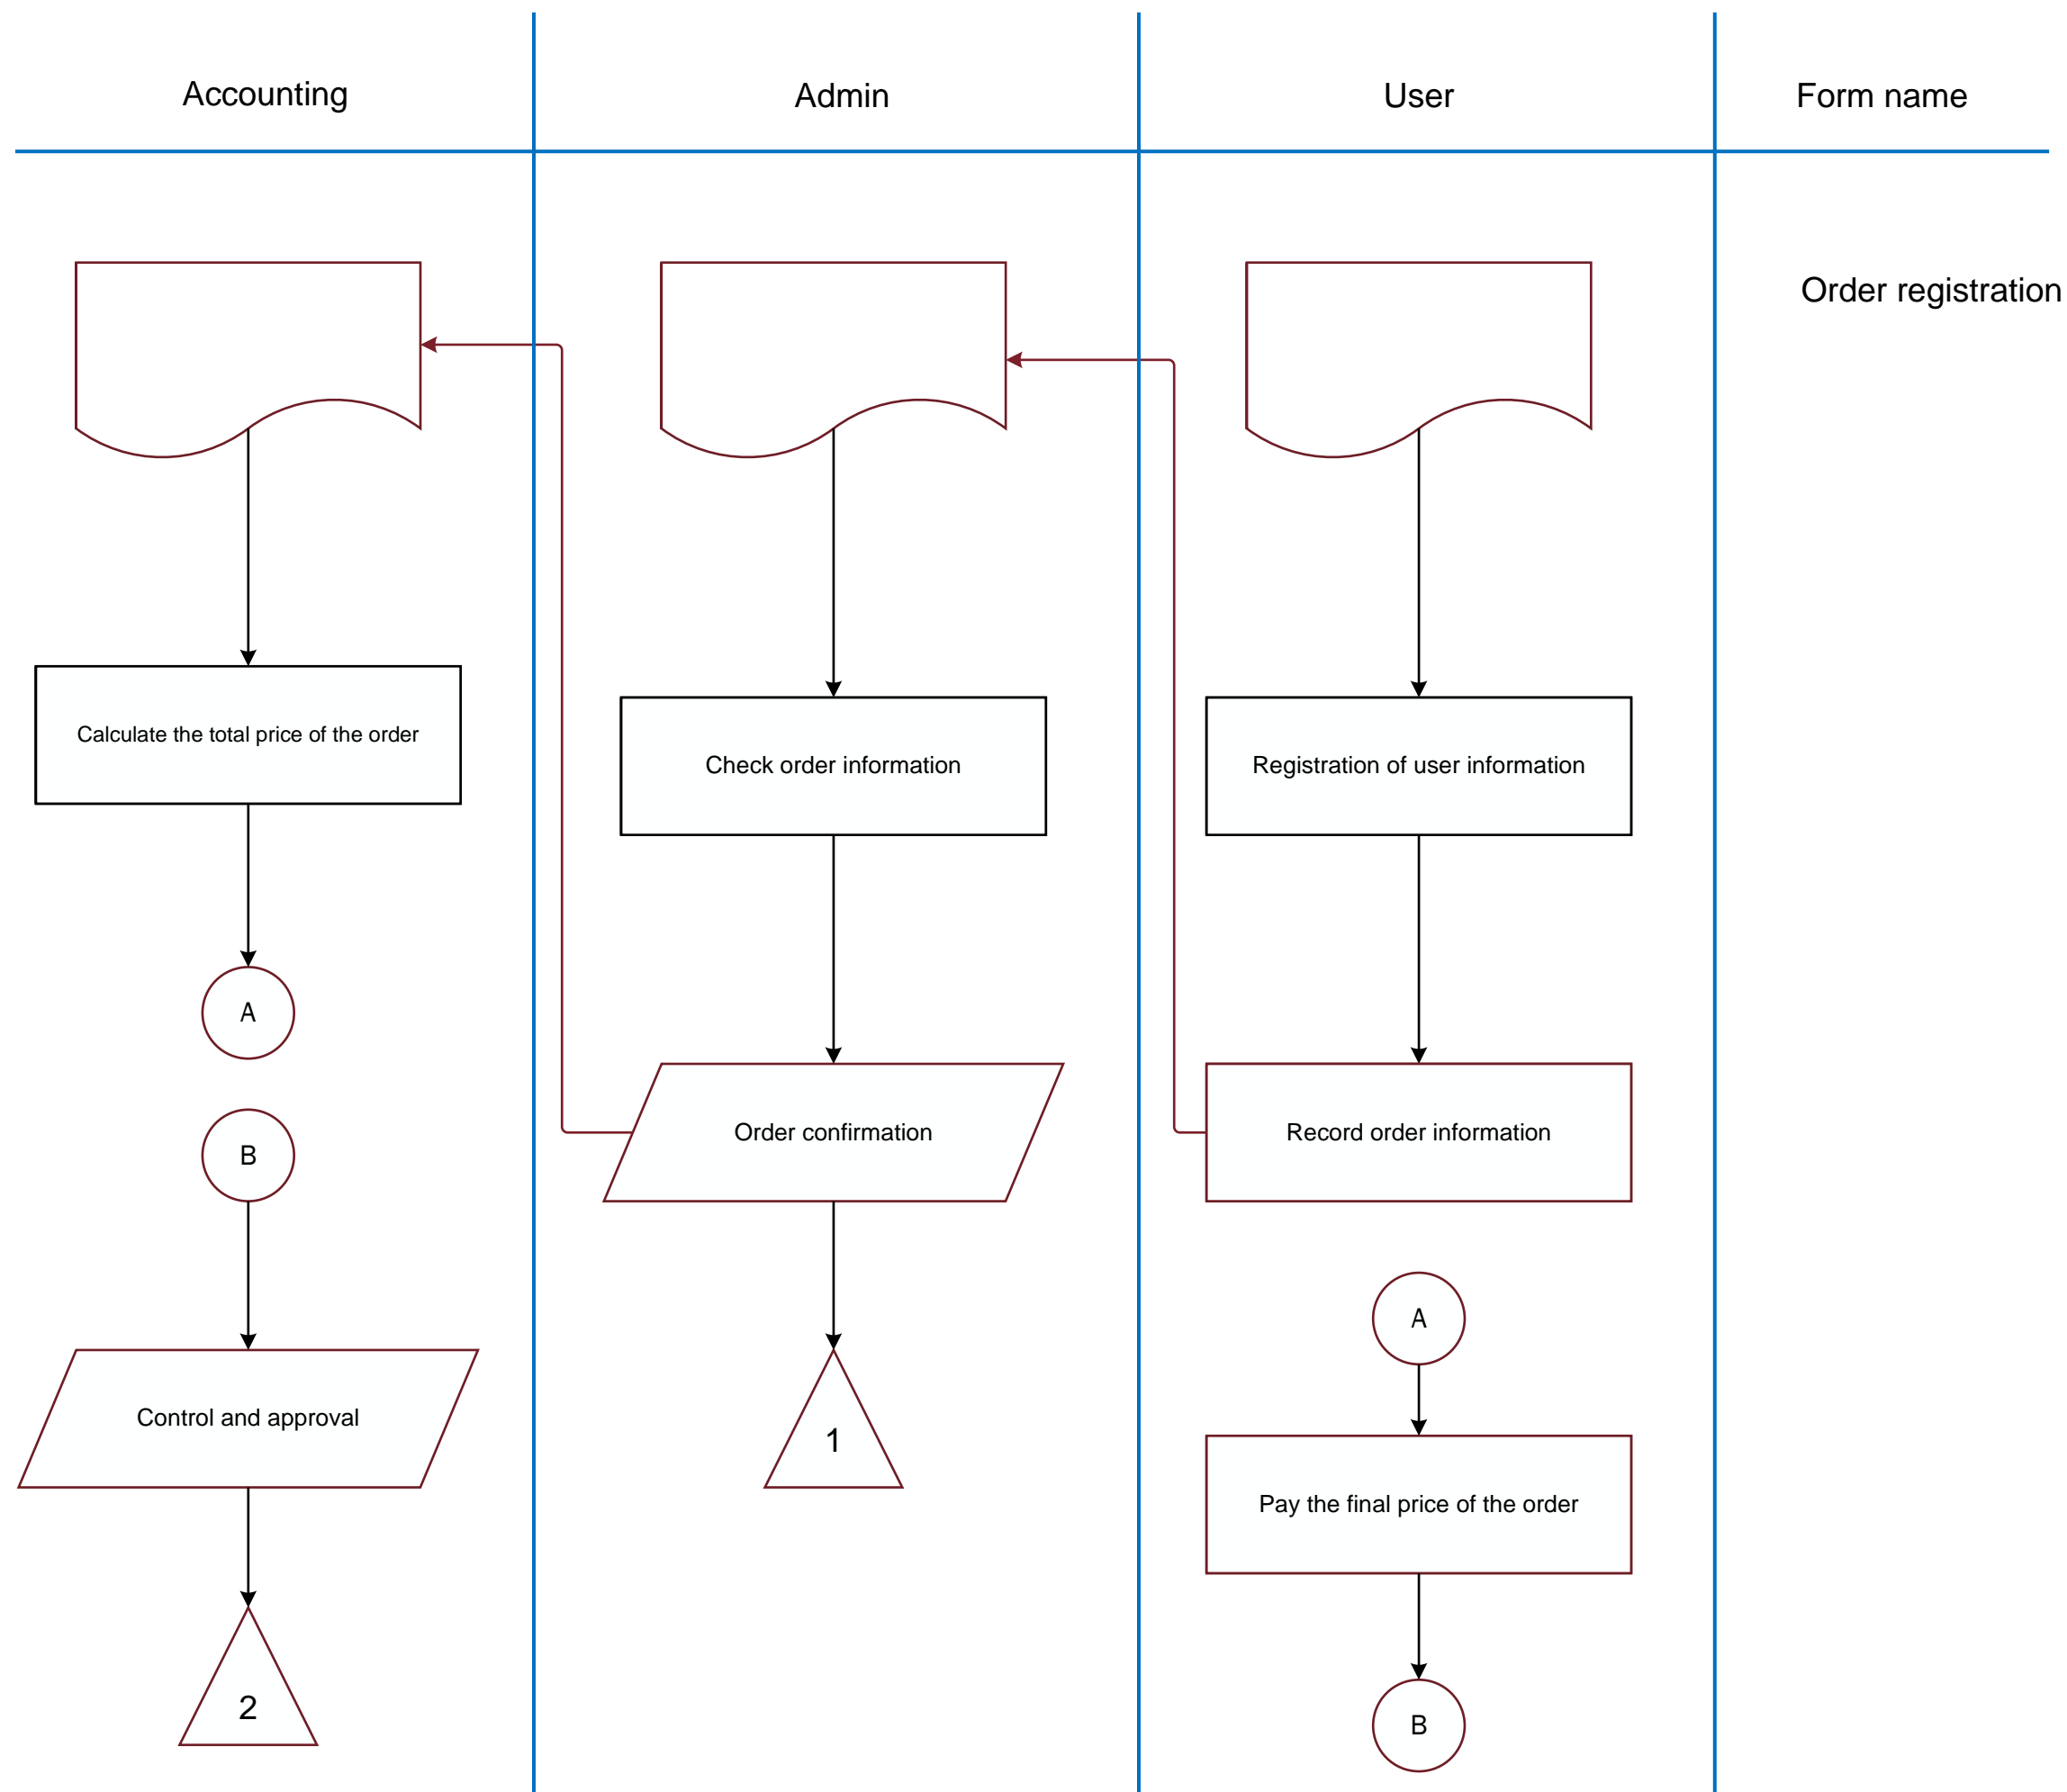 Accounting
Admin
User
Form name
Order registration
Calculate the total price of the order
Check order information
Registration of user information
A
B
Order confirmation
Record order information
A
Control and approval
1
Pay the final price of the order
2
B